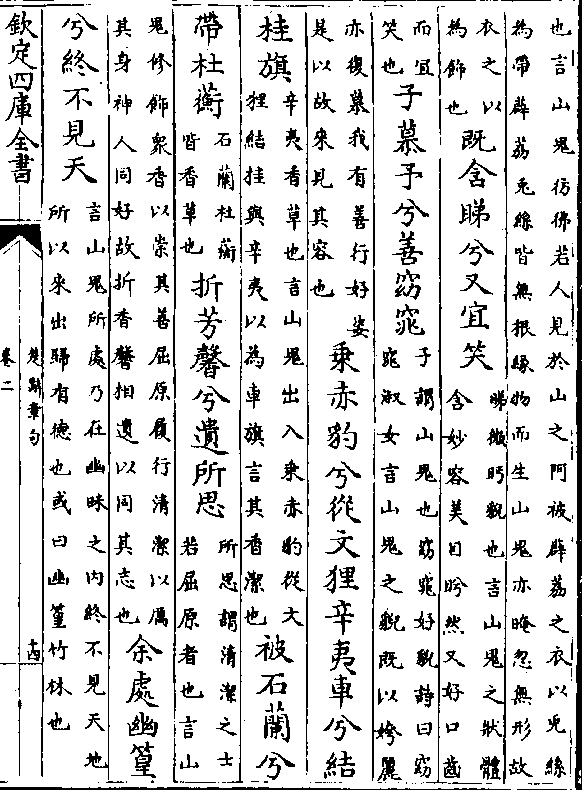 也言山鬼彷彿若人見於山之阿被薜荔之衣以兎絲
為帶薜荔兎絲皆無根緣物而生山鬼亦晻忽無形故
衣之以
為飾也
既含睇兮又宜笑
睇微眄貌也言山鬼之狀體
含妙容美目盼然又好口齒
而宜
笑也
子慕予兮善窈窕
子謂山鬼也窈窕好貌詩曰窈
窕淑女言山鬼之貌既以姱麗
亦復慕我有善行好姿
是以故來見其容也
乘赤豹兮從文狸辛夷車兮結
桂旗
辛夷香草也言山鬼出入乘赤豹從文
狸結桂與辛夷以為車旗言其香潔也
被石蘭兮
帶杜蘅
石蘭杜蘅
皆香草也
折芳馨兮遺所思
所思謂清潔之士
若屈原者也言山
鬼修飾衆香以崇其善屈原履行清潔以厲
其身神人同好故折香馨相遺以同其志也
余處幽篁
兮終不見天
言山鬼所處乃在幽昧之内終不見天地
所以來出歸有德也或曰幽篁竹林也
欽定四庫全書
楚辭章句
卷二
十四